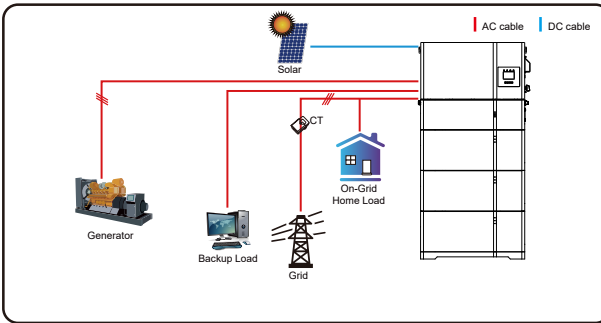 AC cable
DC cable
Solar
CT
On-Grid
Home Load
Generator
Backup Load
Grid